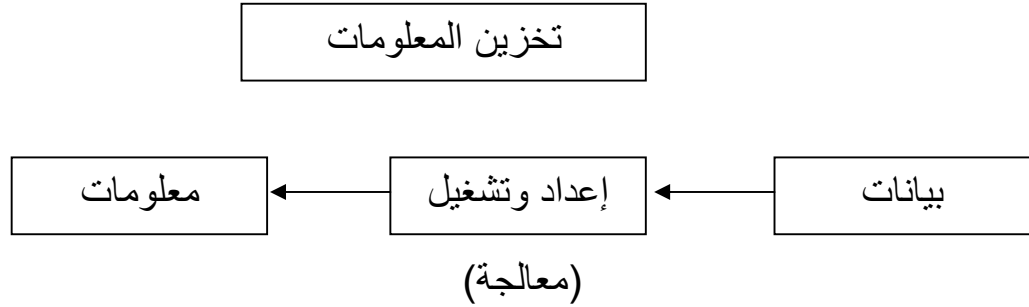 تخزين المعلومات
بيانات
إعداد وتشغيل
معلومات
(معالجة)